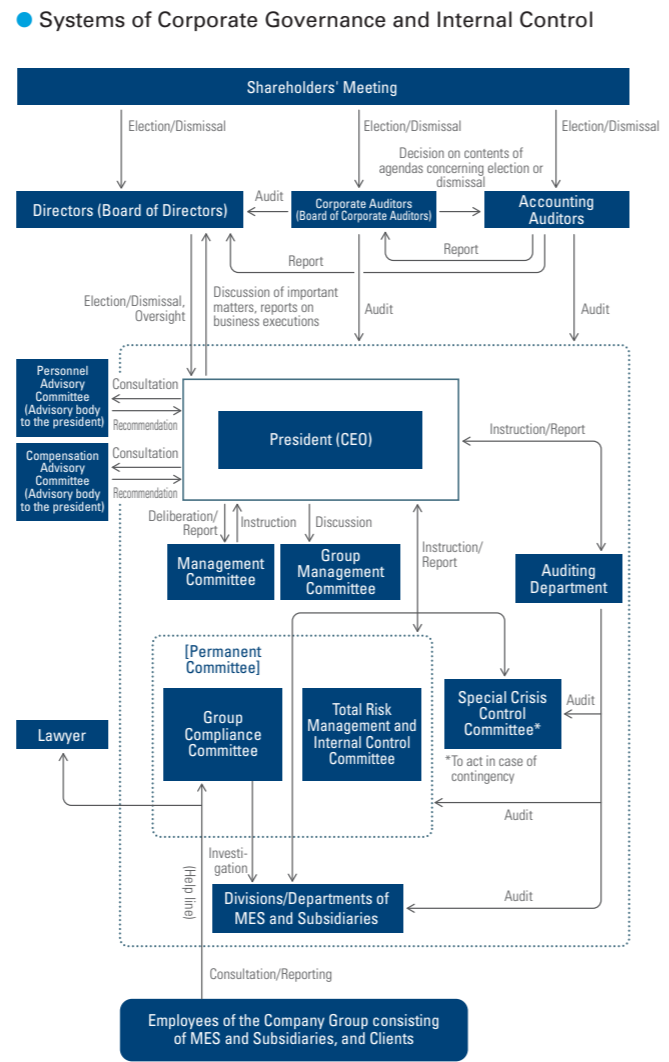 Systems of Corporate Governance and Internal Control
Shareholders' Meeting
Election/Dismissal
Election/Dismissal
Election/Dismissal
Decision on contents of
agendas concerning election or
dismissal
Directors (Board of Directors)
Audit
Corporate Auditors
(Board of Corporate Auditors)
Accounting
Auditors
Report
Report
Election/Dismissal,
Oversight
Discussion of important
matters, reports on
business executions
Audit
Audit
Personnel
Advisory
Committee
(Advisory body
to the president)
Consultation
Recommendation
President (CEO)
Instruction/Report
Compensation
Advisory
Committee
(Advisory body
to the president)
Consultation
Recommendation
Deliberation/
Report
Instruction
Discussion
Instruction/
Report
Management
Committee
Group
Management
Committee
Auditing
Department
[Permanent
Committee]
Group
Compliance
Committee
Total Risk
Management and
Internal Control
Committee
Special Crisis
Control
Committee*
Audit
*To act in case of
contingency
Lawyer
Audit
Investi-
gation
(Help line)
Divisions/Departments of
MES and Subsidiaries
Audit
Consultation/Reporting
Employees of the Company Group consisting
of MES and Subsidiaries, and Clients